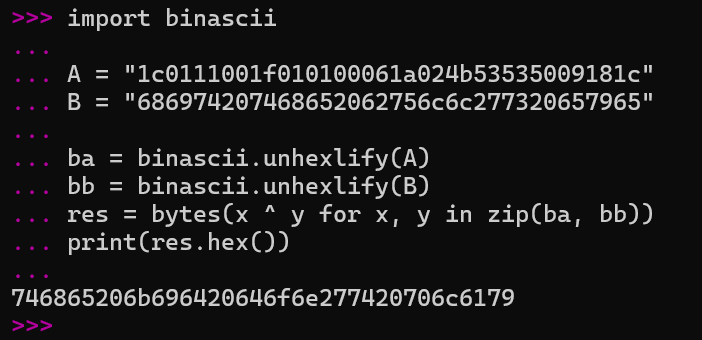 >>> import binascii
...
... A = "1c0111001f010100061a024b53535009181c"
... B = "686974207468652062756c6c277320657965"
...
... ba = binascii.unhexlify(A)
... bb = binascii.unhexlify(B)
... res = bytes(x ^ y for x, y in zip(ba, bb))
... print(res.hex())
...
746865206b696420646f6e277420706c6179
>>>